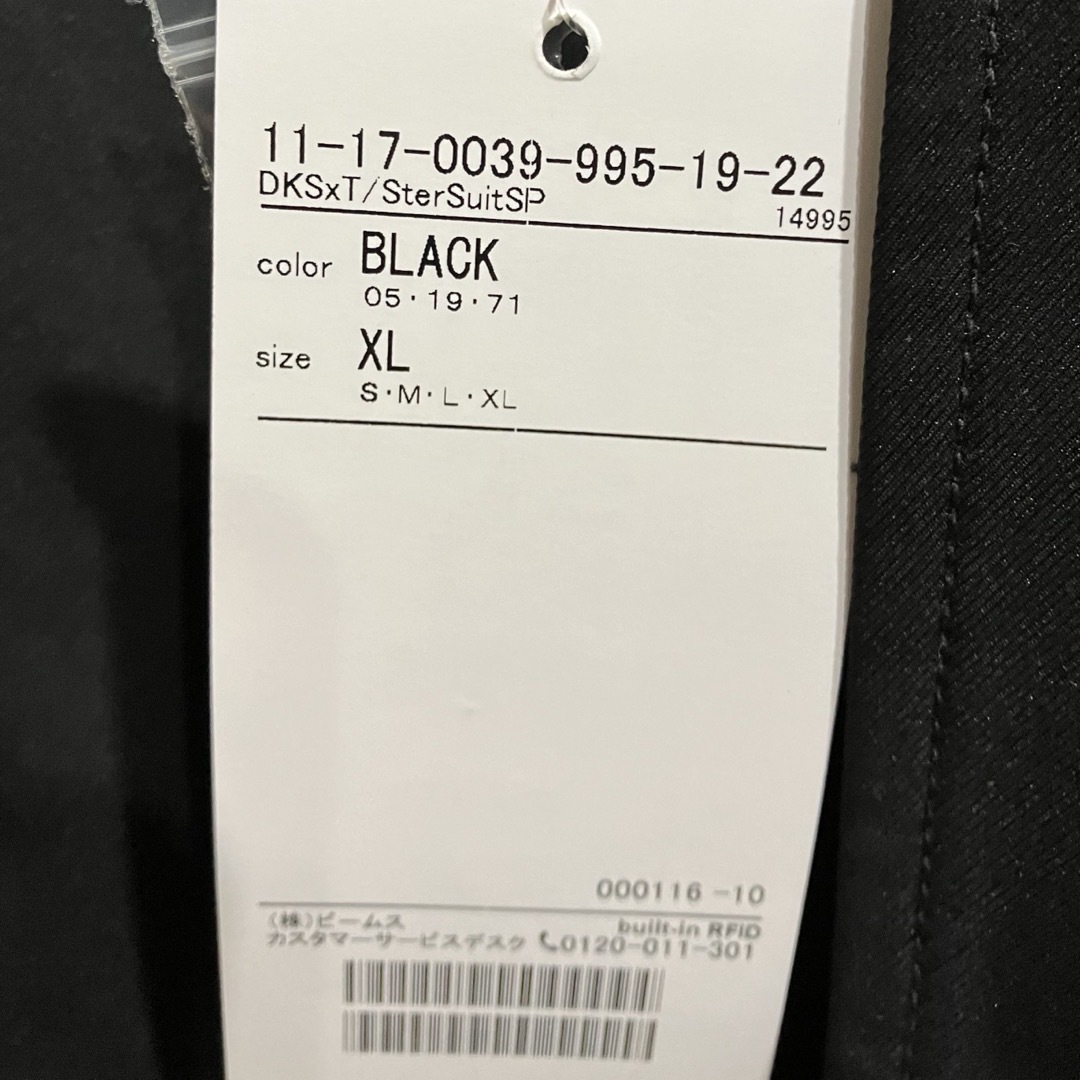 11-17-0039-995-19-22
DKSxT/SterSuitSP
14995
color BLACK
05・19・71
size XL
S・M・L・XL
000116 -10
(株)ビームス built-in RFID
カスタマーサービスデスク 0120-011-301